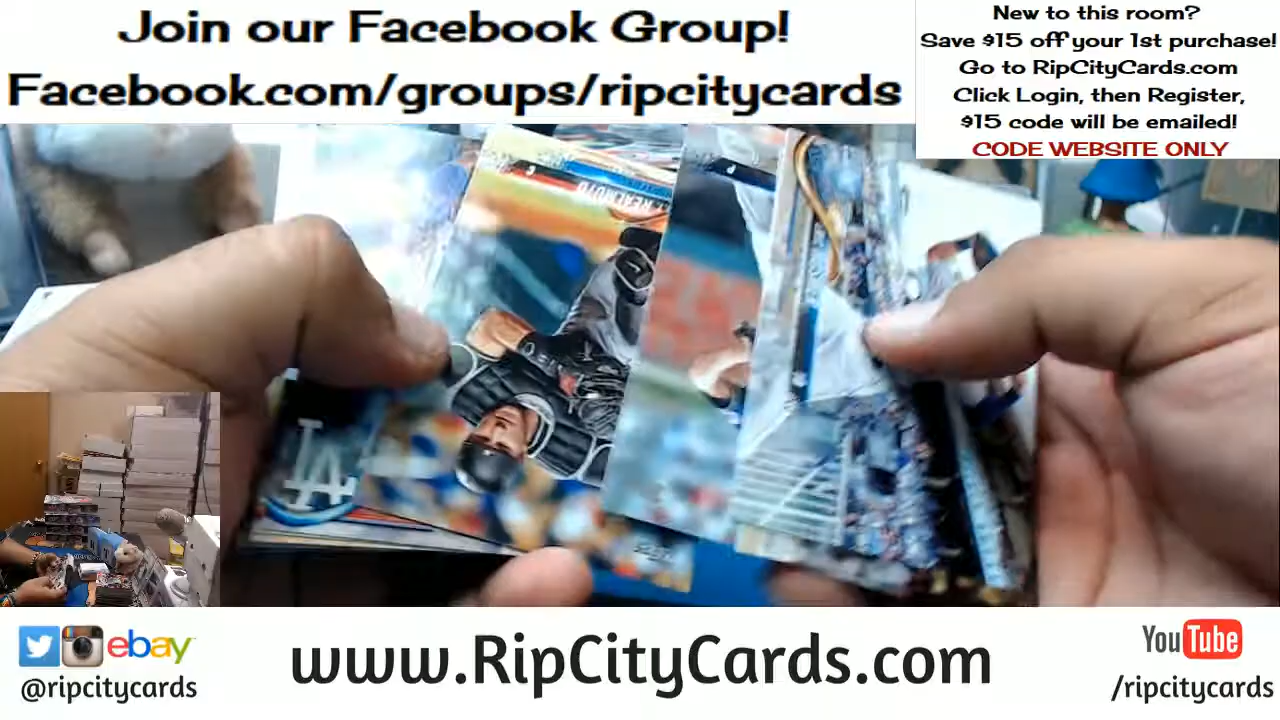 Join our Facebook Group!
Facebook.com/groups/ripcitycards
New to this room?
Save $15 off your 1st purchase!
Go to RipCityCards.com
Click Login, then Register,
$15 code will be emailed!
CODE WEBSITE ONLY
REALMUTO
LA
ebay
@ripcitycards
www.RipCityCards.com
YouTube
/ripcitycards